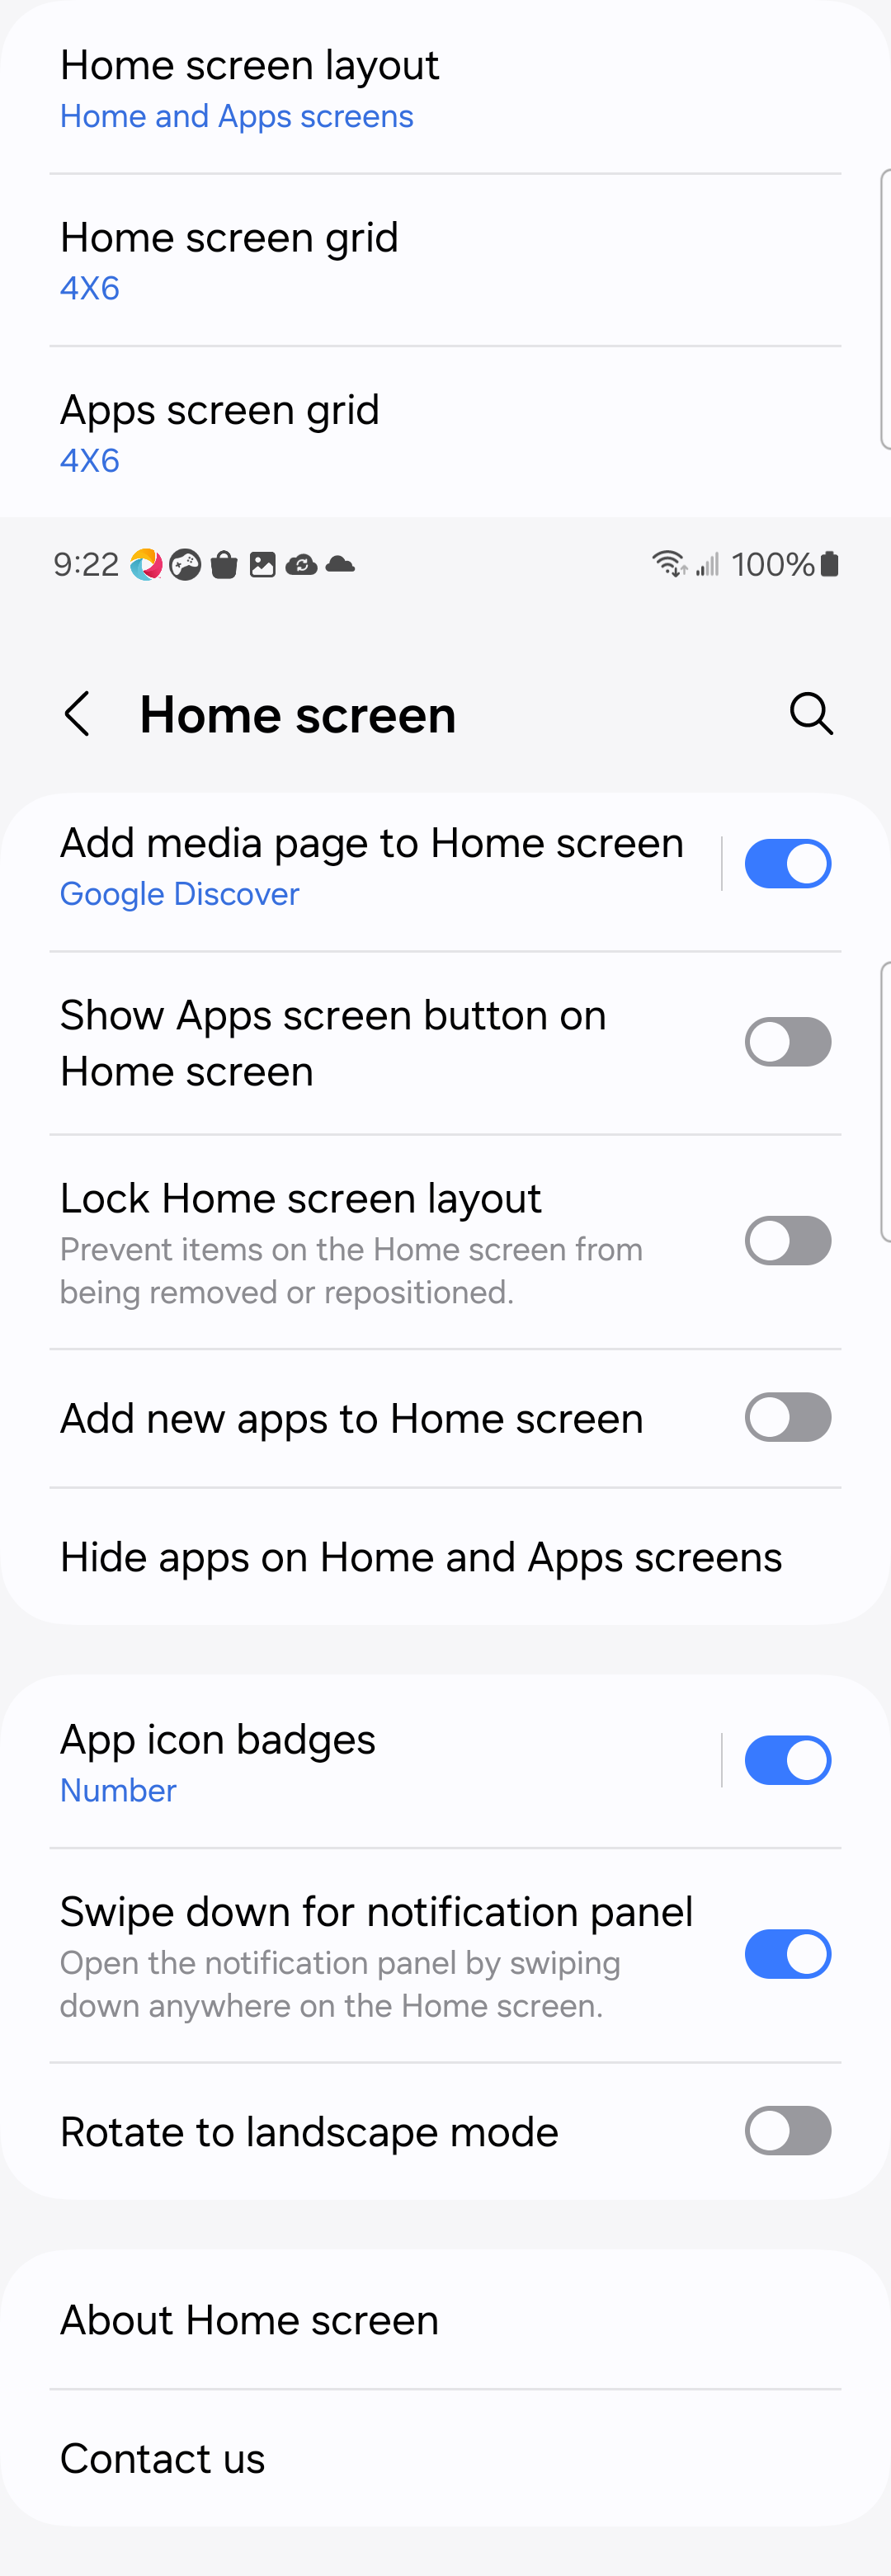 Home screen layout
Home and Apps screens
Home screen grid
4X6
Apps screen grid
4X6
9:22 100%
Home screen
Add media page to Home screen
Google Discover
Show Apps screen button on
Home screen
Lock Home screen layout
Prevent items on the Home screen from
being removed or repositioned.
Add new apps to Home screen
Hide apps on Home and Apps screens
App icon badges
Number
Swipe down for notification panel
Open the notification panel by swiping
down anywhere on the Home screen.
Rotate to landscape mode
About Home screen
Contact us